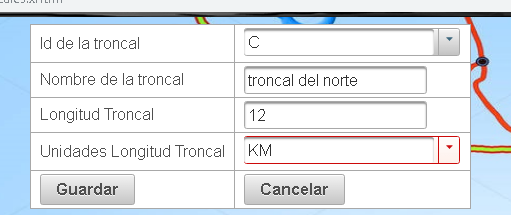 Id de la troncal C
Nombre de la troncal troncal del norte
Longitud Troncal 12
Unidades Longitud Troncal KM
Guardar Cancelar